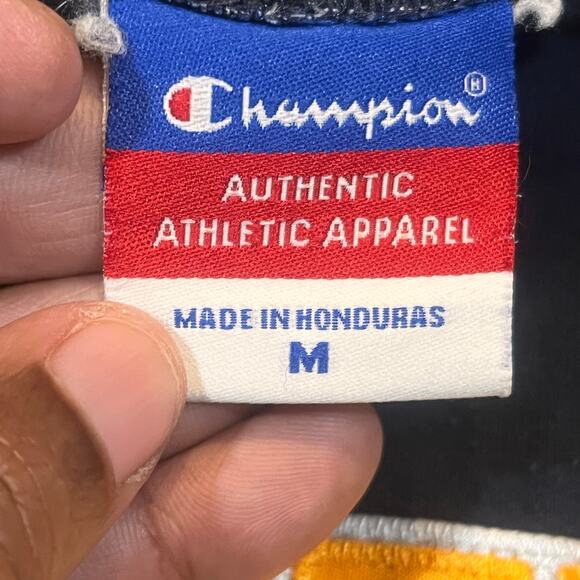 Champion®
AUTHENTIC
ATHLETIC APPAREL
MADE IN HONDURAS
M